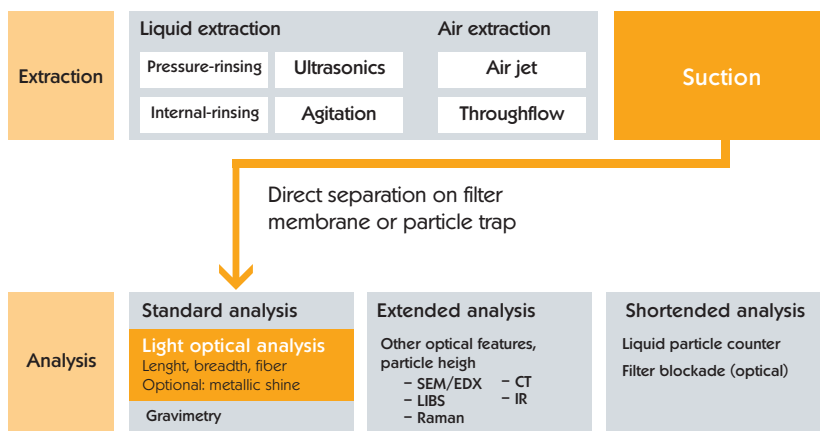 Extraction
Liquid extraction
Pressure-rinsing
Ultrasonics
Internal-rinsing
Agitation
Air extraction
Air jet
Throughflow
Suction
Direct separation on filter
membrane or particle trap
Analysis
Standard analysis
Light optical analysis
Lenght, breadth, fiber
Optional: metallic shine
Gravimetry
Extended analysis
Other optical features,
particle heigh
– SEM/EDX
– CT
– LIBS
– IR
– Raman
Shortended analysis
Liquid particle counter
Filter blockade (optical)